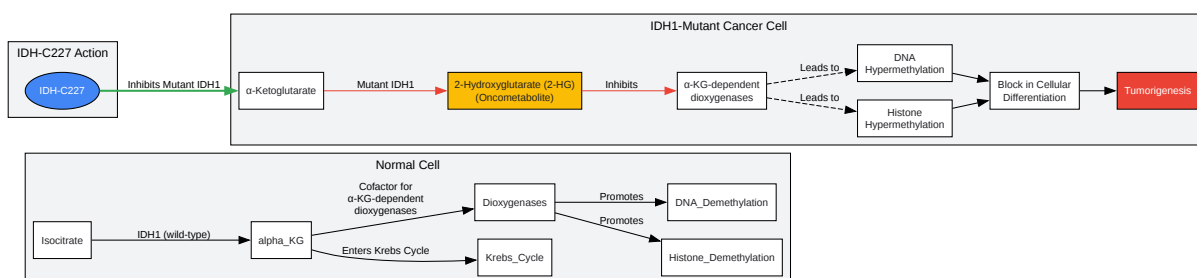 IDH-C227 Action
IDH-C227
Inhibits Mutant IDH1
IDH1-Mutant Cancer Cell
α-Ketoglutarate
Mutant IDH1
2-Hydroxyglutarate (2-HG)
(Oncometabolite)
Inhibits
α-KG-dependent
dioxygenases
Leads to
Leads to
DNA
Hypermethylation
Histone
Hypermethylation
Block in Cellular
Differentiation
Tumorigenesis
Normal Cell
Isocitrate
IDH1 (wild-type)
alpha_KG
Cofactor for
α-KG-dependent
dioxygenases
Enters Krebs Cycle
Dioxygenases
Krebs_Cycle
Promotes
Promotes
DNA_Demethylation
Histone_Demethylation